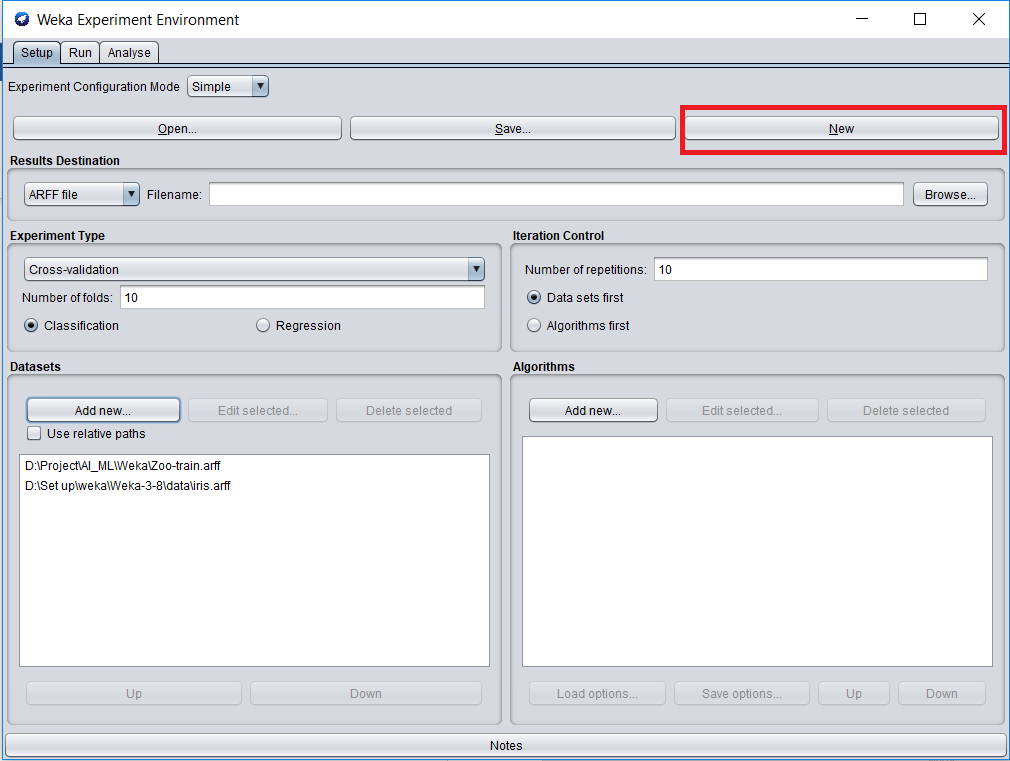 Weka Experiment Environment
Setup Run Analyse
Experiment Configuration Mode Simple
Open... Save... New
Results Destination
ARFF file Filename: Browse...
Experiment Type
Cross-validation
Number of folds: 10
Classification Regression
Iteration Control
Number of repetitions: 10
Data sets first
Algorithms first
Datasets
Add new... Edit selected... Delete selected
Use relative paths
D:\Project\AI_ML\Weka\Zoo-train.arff
D:\Set up\weka\Weka-3-8\data\iris.arff
Up Down
Algorithms
Add new... Edit selected... Delete selected
Load options... Save options... Up Down
Notes